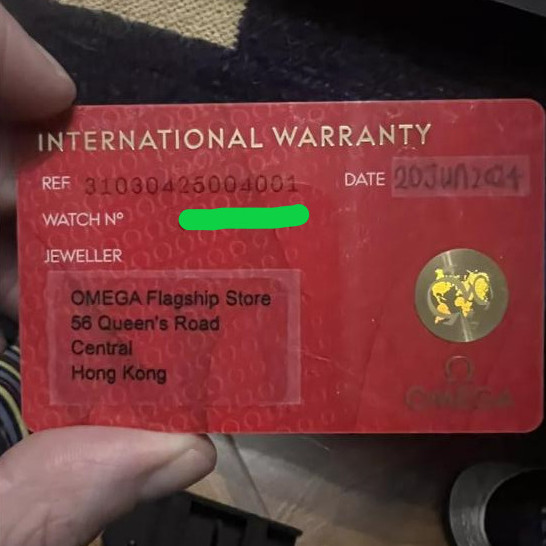 INTERNATIONAL WARRANTY
REF 31030425004001 DATE 20JUN2024
WATCH Nº
JEWELLER
OMEGA Flagship Store
56 Queen's Road
Central
Hong Kong
Ω
OMEGA